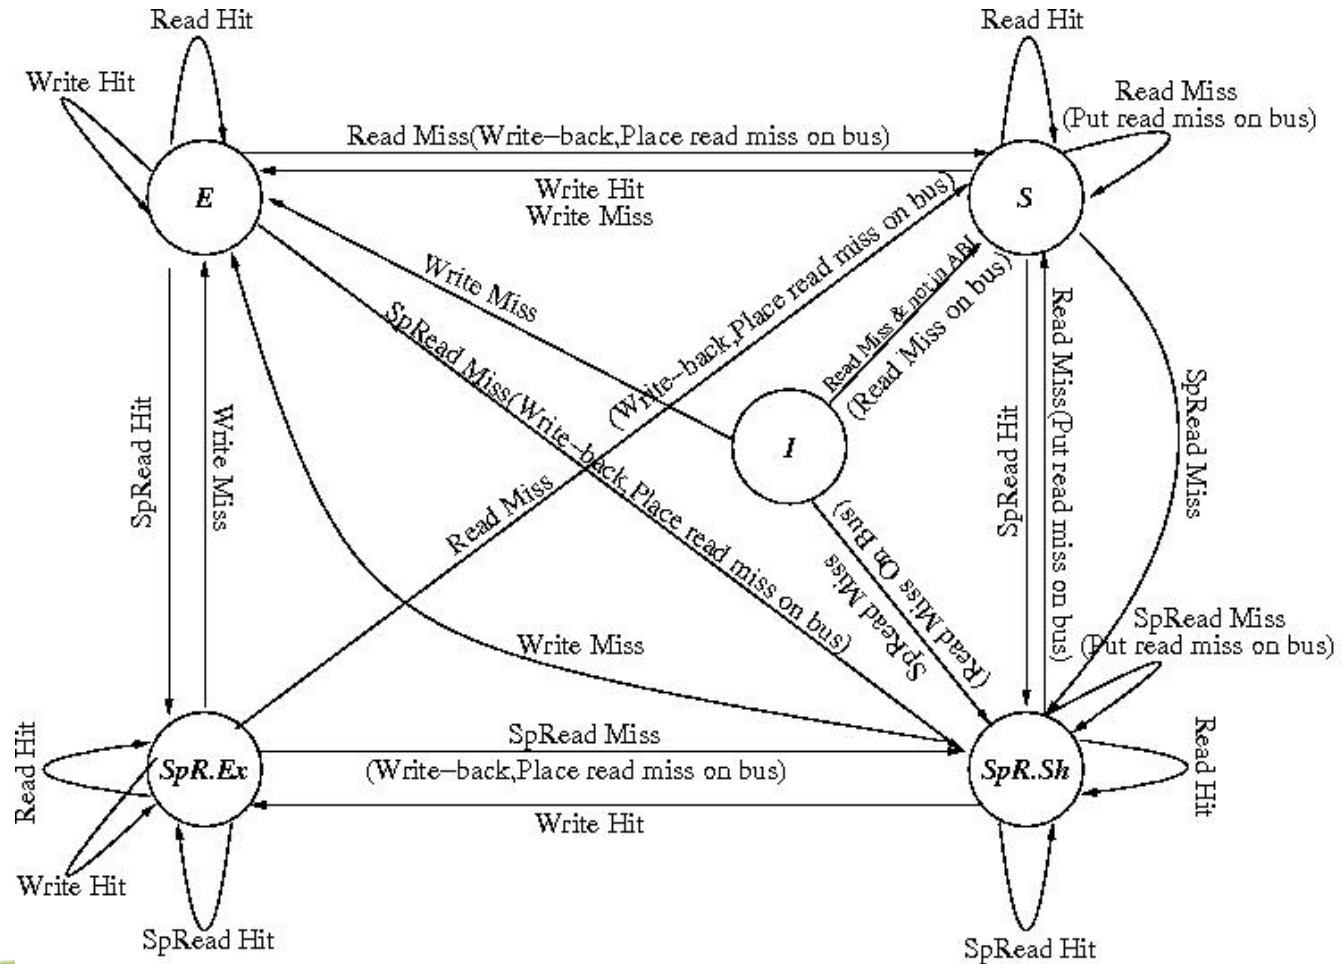 Read Hit
Read Hit
Write Hit
Read Miss
(Put read miss on bus)
Read Miss(Write-back,Place read miss on bus)
E
Write Hit
Write Miss
S
Write Miss
Read Miss & not in ABI
(Read Miss on bus)
(Write-back,Place read miss on bus)
Read Miss
SpRead Miss(Write-back,Place read miss on bus)
I
SpRead Hit
Write Miss
SpRead Hit
Read Miss(Put read miss on bus)
SpRead Miss
(Read Miss On Bus)
SpRead Miss
Write Miss
SpRead Miss
(Put read miss on bus)
Read Hit
SpR.Ex
SpRead Miss
(Write-back,Place read miss on bus)
SpR.Sh
Read Hit
Write Hit
Write Hit
SpRead Hit
SpRead Hit